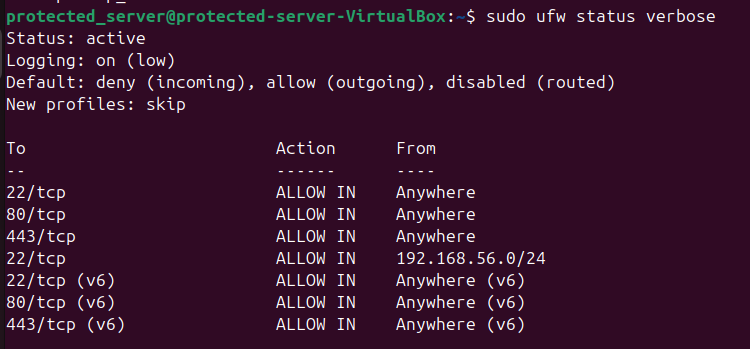 protected_server@protected-server-VirtualBox:~$ sudo ufw status verbose
Status: active
Logging: on (low)
Default: deny (incoming), allow (outgoing), disabled (routed)
New profiles: skip

To                         Action      From
--                         ------      ----
22/tcp                     ALLOW IN    Anywhere
80/tcp                     ALLOW IN    Anywhere
443/tcp                    ALLOW IN    Anywhere
22/tcp                     ALLOW IN    192.168.56.0/24
22/tcp (v6)                ALLOW IN    Anywhere (v6)
80/tcp (v6)                ALLOW IN    Anywhere (v6)
443/tcp (v6)               ALLOW IN    Anywhere (v6)